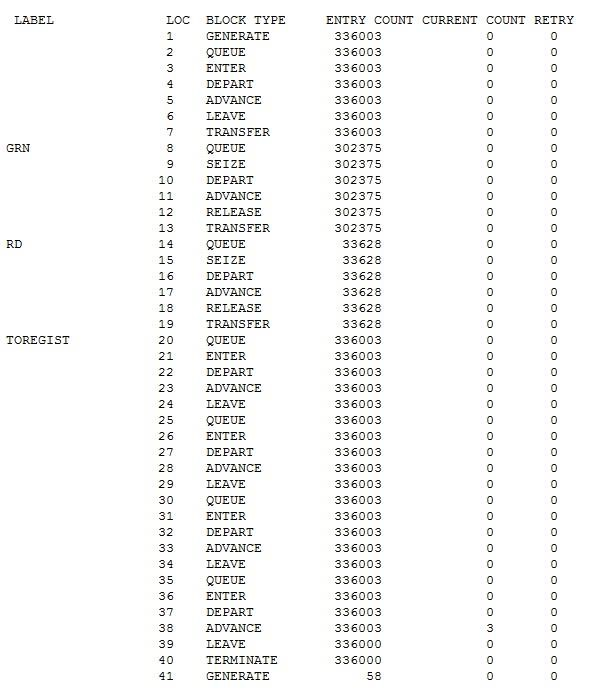 LABEL LOC BLOCK TYPE ENTRY COUNT CURRENT COUNT RETRY
1 GENERATE 336003 0 0
2 QUEUE 336003 0 0
3 ENTER 336003 0 0
4 DEPART 336003 0 0
5 ADVANCE 336003 0 0
6 LEAVE 336003 0 0
7 TRANSFER 336003 0 0
GRN 8 QUEUE 302375 0 0
9 SEIZE 302375 0 0
10 DEPART 302375 0 0
11 ADVANCE 302375 0 0
12 RELEASE 302375 0 0
13 TRANSFER 302375 0 0
RD 14 QUEUE 33628 0 0
15 SEIZE 33628 0 0
16 DEPART 33628 0 0
17 ADVANCE 33628 0 0
18 RELEASE 33628 0 0
19 TRANSFER 33628 0 0
TOREGIST 20 QUEUE 336003 0 0
21 ENTER 336003 0 0
22 DEPART 336003 0 0
23 ADVANCE 336003 0 0
24 LEAVE 336003 0 0
25 QUEUE 336003 0 0
26 ENTER 336003 0 0
27 DEPART 336003 0 0
28 ADVANCE 336003 0 0
29 LEAVE 336003 0 0
30 QUEUE 336003 0 0
31 ENTER 336003 0 0
32 DEPART 336003 0 0
33 ADVANCE 336003 0 0
34 LEAVE 336003 0 0
35 QUEUE 336003 0 0
36 ENTER 336003 0 0
37 DEPART 336003 0 0
38 ADVANCE 336003 3 0
39 LEAVE 336000 0 0
40 TERMINATE 336000 0 0
41 GENERATE 58 0 0